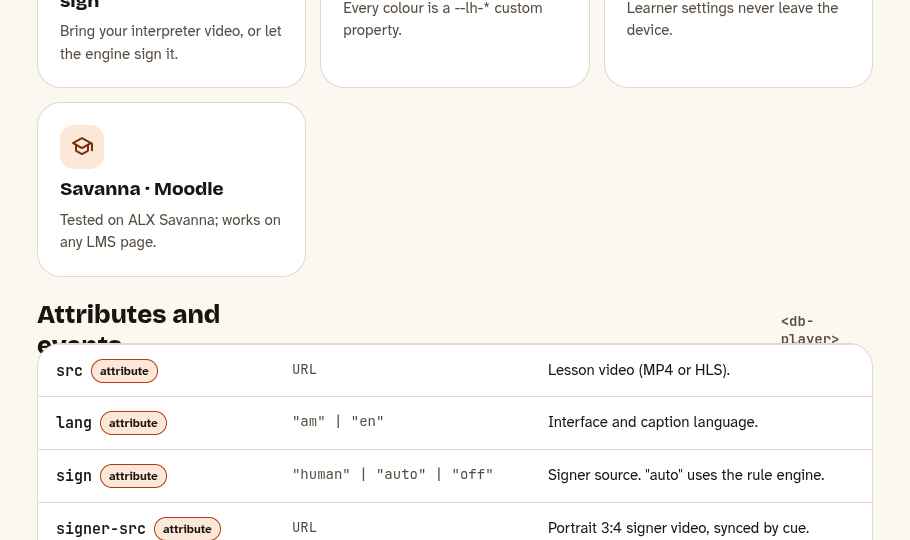 sign
Bring your interpreter video, or let
the engine sign it.
Every colour is a --lh-* custom
property.
Learner settings never leave the
device.
Savanna · Moodle
Tested on ALX Savanna; works on
any LMS page.
Attributes and
events
<db-
player>
src attribute URL Lesson video (MP4 or HLS).
lang attribute "am" | "en" Interface and caption language.
sign attribute "human" | "auto" | "off" Signer source. "auto" uses the rule engine.
signer-src attribute URL Portrait 3:4 signer video, synced by cue.